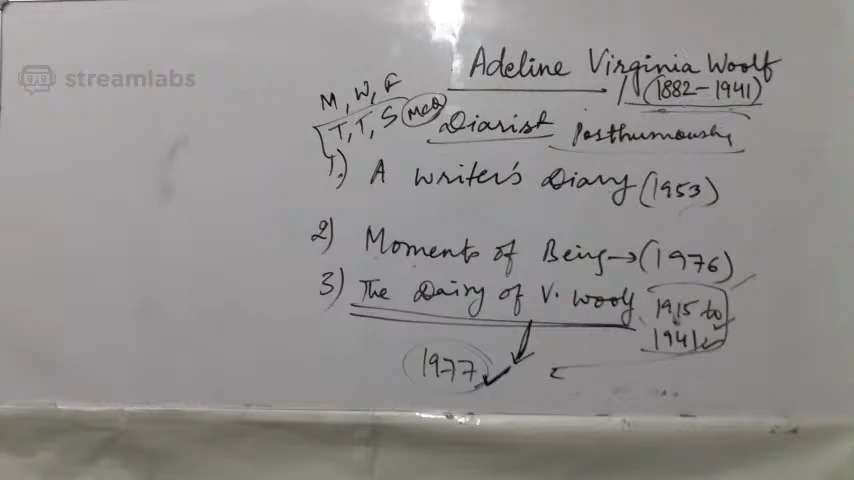 streamlabs
Adeline Virginia Woolf
(1882-1941)
M, W, F
T, T, S MCQ
Diarist Posthumously
1.) A Writer's Diary (1953)
2) Moments of Being→(1976)
3) The Dairy of V. Woolf 1915 to
1941
1977